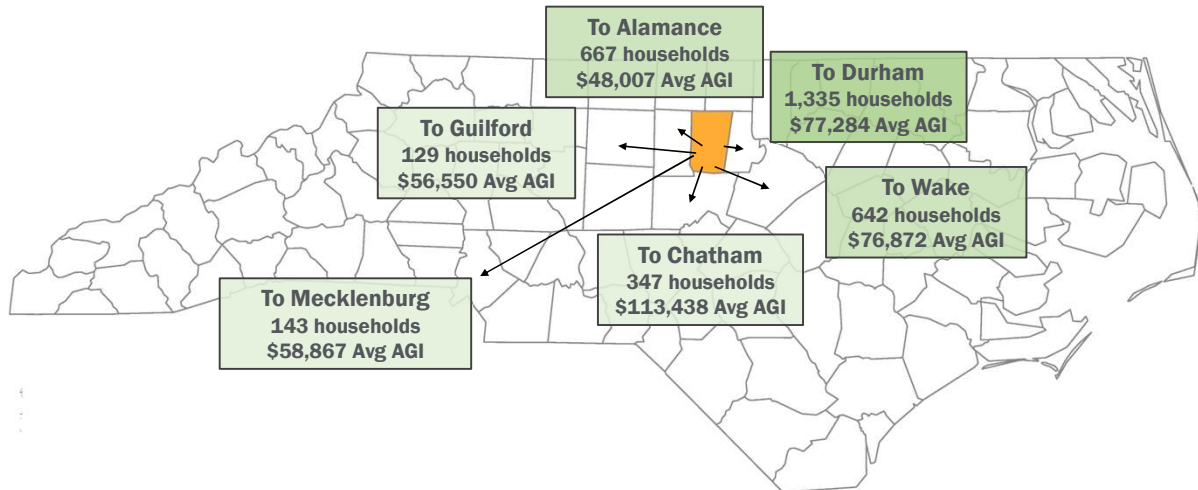 To Alamance
667 households
$48,007 Avg AGI
To Durham
1,335 households
$77,284 Avg AGI
To Guilford
129 households
$56,550 Avg AGI
To Wake
642 households
$76,872 Avg AGI
To Chatham
347 households
$113,438 Avg AGI
To Mecklenburg
143 households
$58,867 Avg AGI